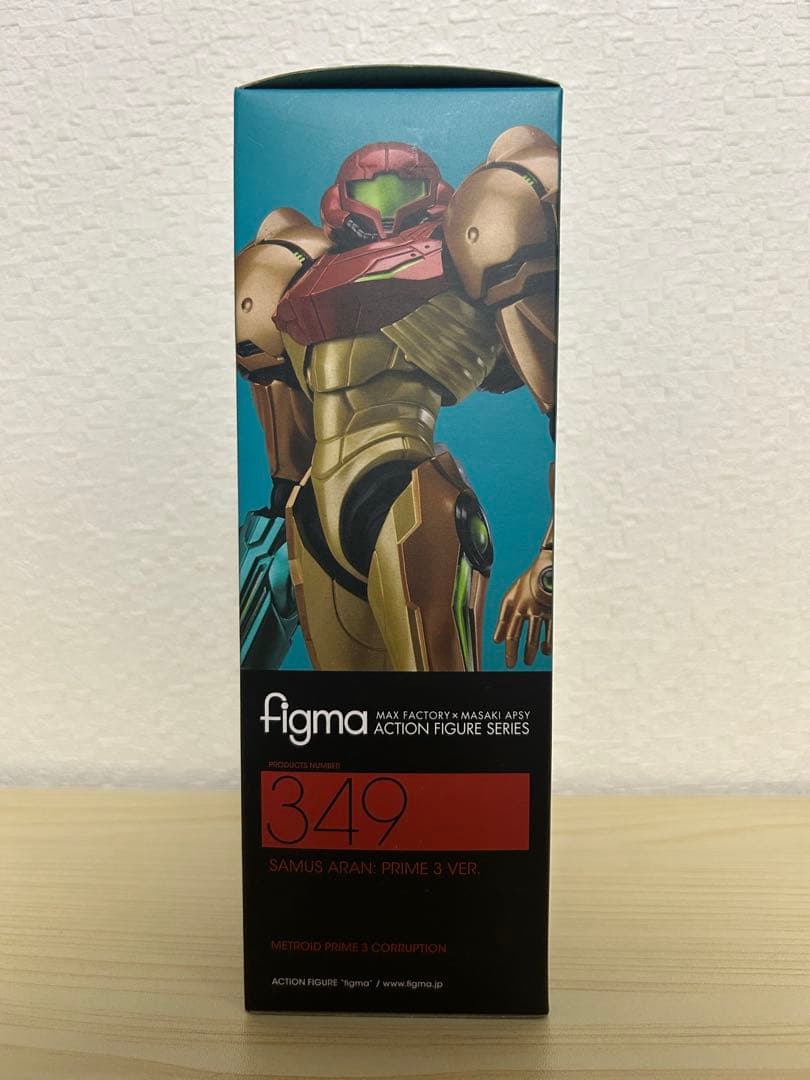 figma MAX FACTORY × MASAKI APSY
ACTION FIGURE SERIES
PRODUCTS NUMBER
349
SAMUS ARAN: PRIME 3 VER.
METROID PRIME 3 CORRUPTION
ACTION FIGURE "figma" / www.figma.jp